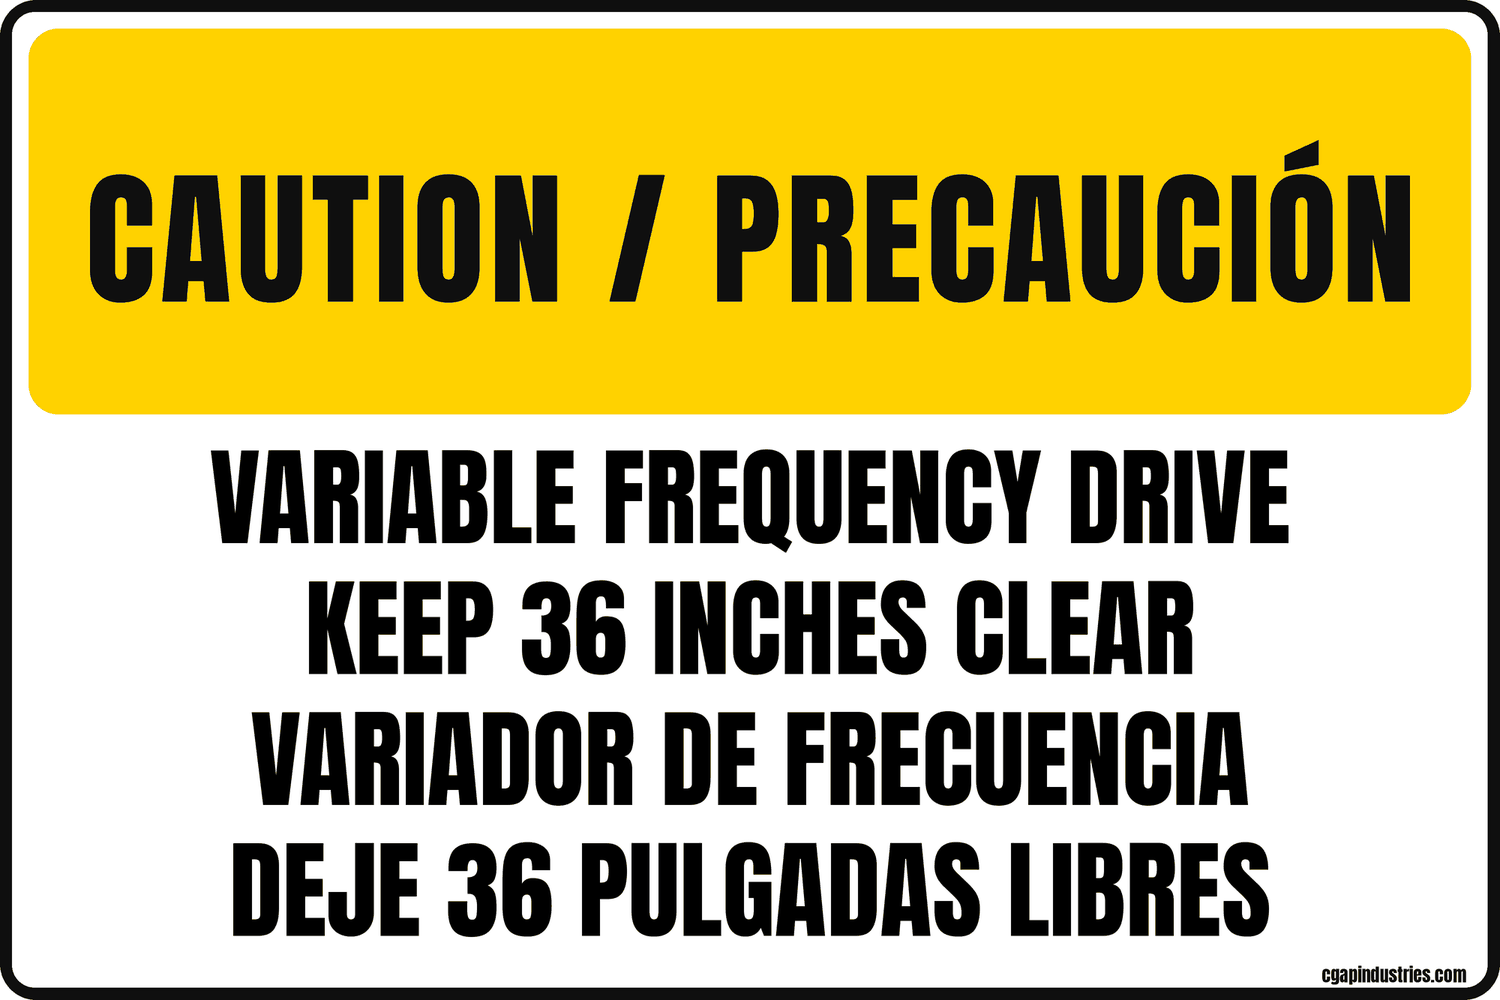 CAUTION / PRECAUCIÓN
VARIABLE FREQUENCY DRIVE
KEEP 36 INCHES CLEAR
VARIADOR DE FRECUENCIA
DEJE 36 PULGADAS LIBRES
cgapindustries.com